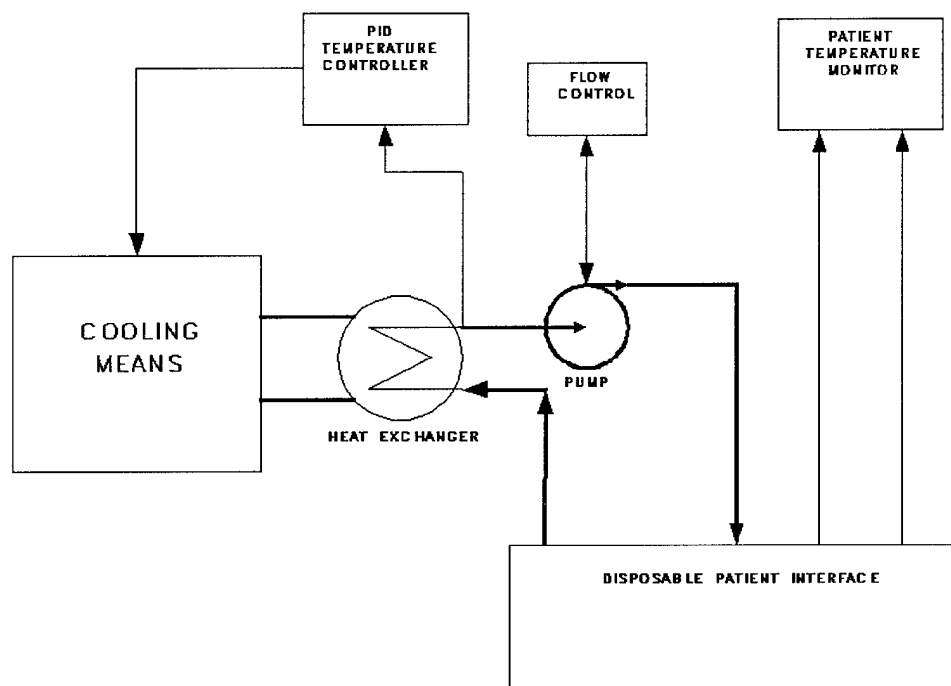 PID
TEMPERATURE
CONTROLLER
FLOW
CONTROL
PATIENT
TEMPERATURE
MONITOR
COOLING
MEANS
PUMP
HEAT EXCHANGER
DISPOSABLE PATIENT INTERFACE